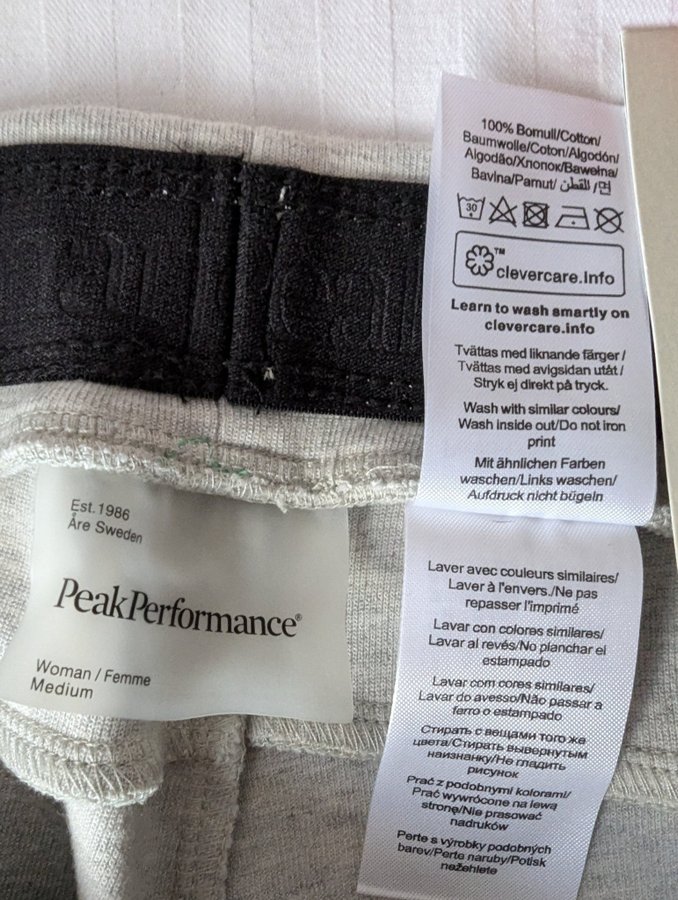 100% Bomull/Cotton/
Baumwolle/Coton/Algodón/
Algodão/Хлопок/Bawełna/
Bavlna/Pamut/ القطن/면
30
™
clevercare.info
Learn to wash smartly on
clevercare.info
Tvättas med liknande färger/
Tvättas med avigsidan utåt/
Stryk ej direkt på tryck.
Wash with similar colours/
Wash inside out/Do not iron
print
Mit ähnlichen Farben
waschen/Links waschen/
Aufdruck nicht bügeln
Est.1986
Åre Sweden
PeakPerformance®
Woman / Femme
Medium
Laver avec couleurs similaires/
Laver à l'envers./Ne pas
repasser l'imprimé
Lavar con colores similares/
Lavar al revés/No planchar el
estampado
Lavar com cores similares/
Lavar do avesso/Não passar a
ferro o estampado
Стирать с вещами того же
цвета/Стирать вывернутым
наизнанку/Не гладить
рисунок
Prać z podobnymi kolorami/
Prać wywrócone na lewą
stronę/Nie prasować
nadruków
Perte s výrobky podobných
barev/Perte naruby/Potisk
nežehlete